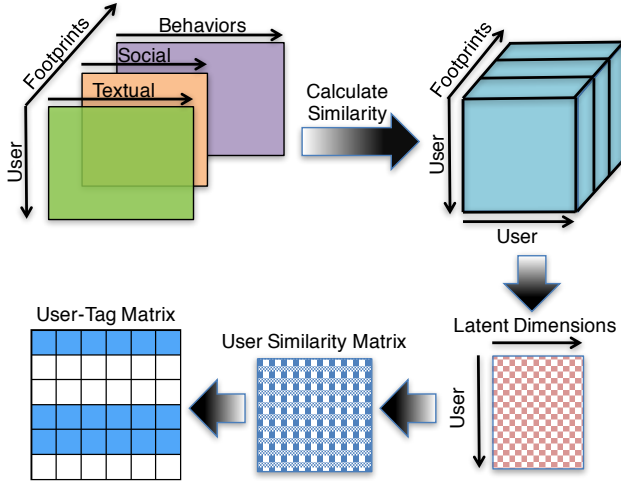 Behaviors
Footprints
Social
Textual
User
Calculate
Similarity
Footprints
User
User
User-Tag Matrix
User Similarity Matrix
Latent Dimensions
User